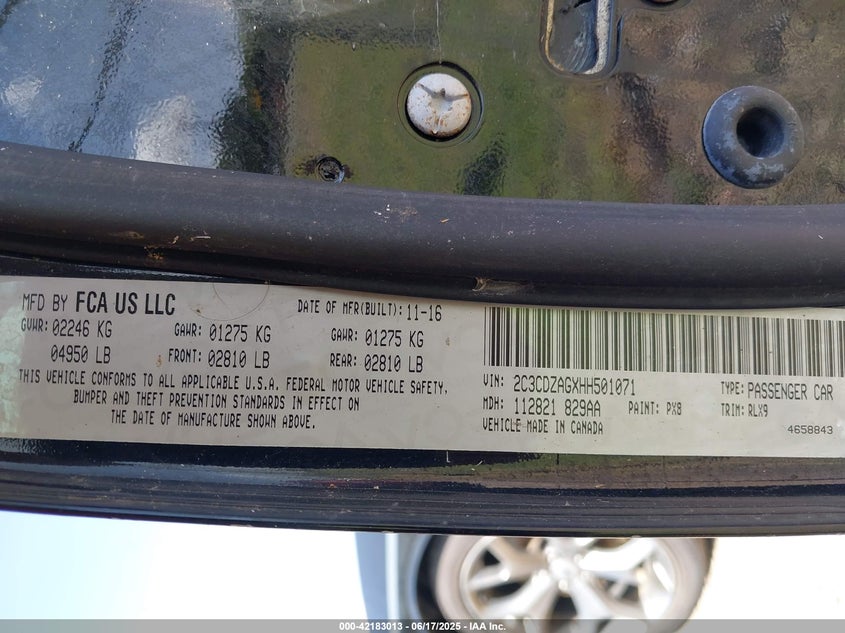 MFD BY FCA US LLC
DATE OF MFR(BUILT): 11-16
GVWR: 02246 KG GAWR: 01275 KG GAWR: 01275 KG
04950 LB FRONT: 02810 LB REAR: 02810 LB
THIS VEHICLE CONFORMS TO ALL APPLICABLE U.S.A. FEDERAL MOTOR VEHICLE SAFETY,
BUMPER AND THEFT PREVENTION STANDARDS IN EFFECT ON
THE DATE OF MANUFACTURE SHOWN ABOVE.
VIN: 2C3CDZAGXHH501071 TYPE: PASSENGER CAR
MDH: 112821 829AA PAINT: PX8 TRIM: RLX9
VEHICLE MADE IN CANADA 4658843
000-42183013 - 06/17/2025 - IAA Inc.